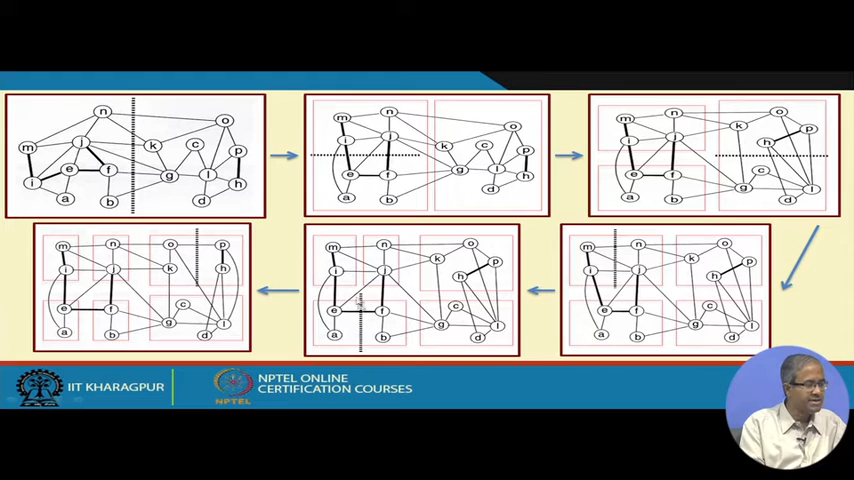 n o m j k c p i e f g l h a b d
m n o i j k c p e f g l h a b d
m n o k p i j h e f g c l a b d
m n o p i j k h e f g c l a b d
m n o k p i j h e f g c l a b d
m n o k p i j h e f g c l a b d
IIT KHARAGPUR
NPTEL
NPTEL ONLINE
CERTIFICATION COURSES